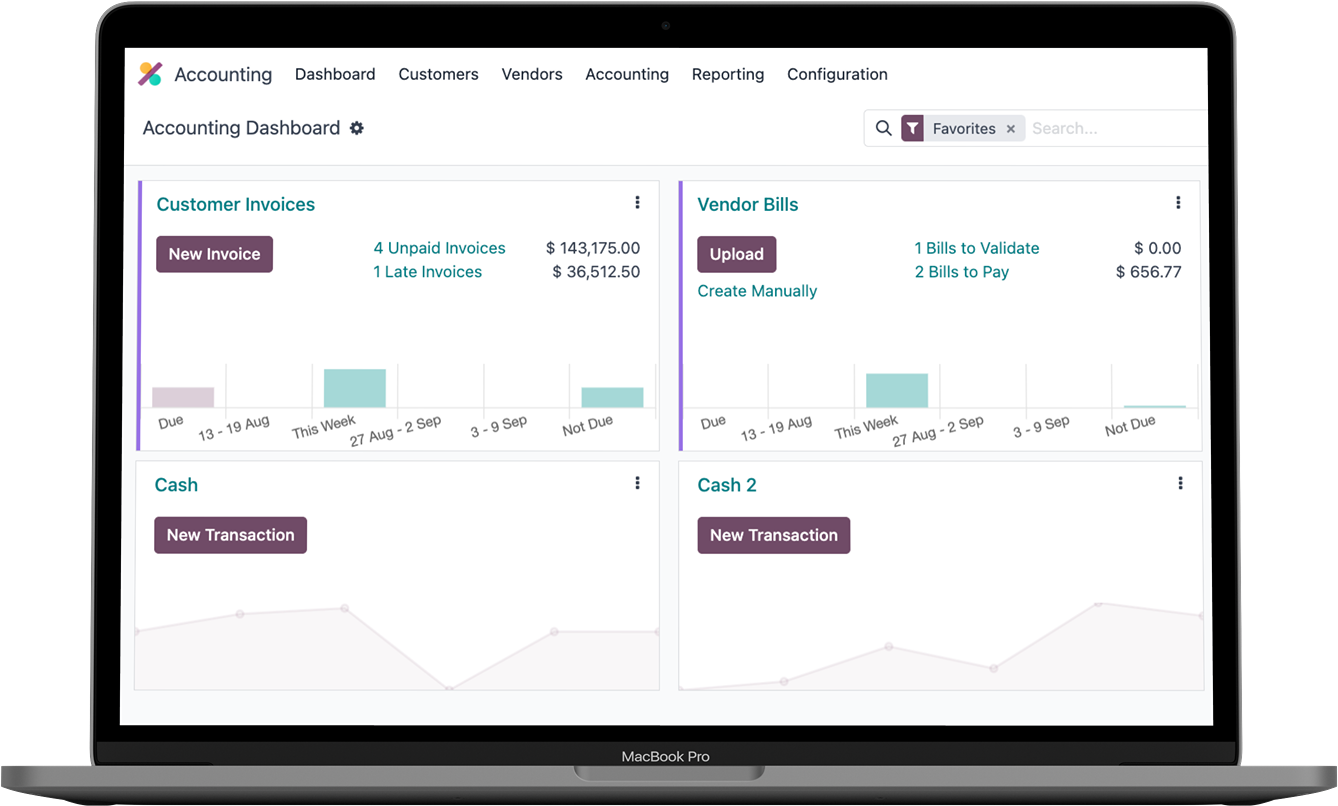 Accounting Dashboard Customers Vendors Accounting Reporting Configuration
Accounting Dashboard Favorites × Search...
Customer Invoices
New Invoice
4 Unpaid Invoices $ 143,175.00
1 Late Invoices $ 36,512.50
Due 13 - 19 Aug This Week 27 Aug - 2 Sep 3 - 9 Sep Not Due
Vendor Bills
Upload
Create Manually
1 Bills to Validate $ 0.00
2 Bills to Pay $ 656.77
Due 13 - 19 Aug This Week 27 Aug - 2 Sep 3 - 9 Sep Not Due
Cash
New Transaction
Cash 2
New Transaction
MacBook Pro